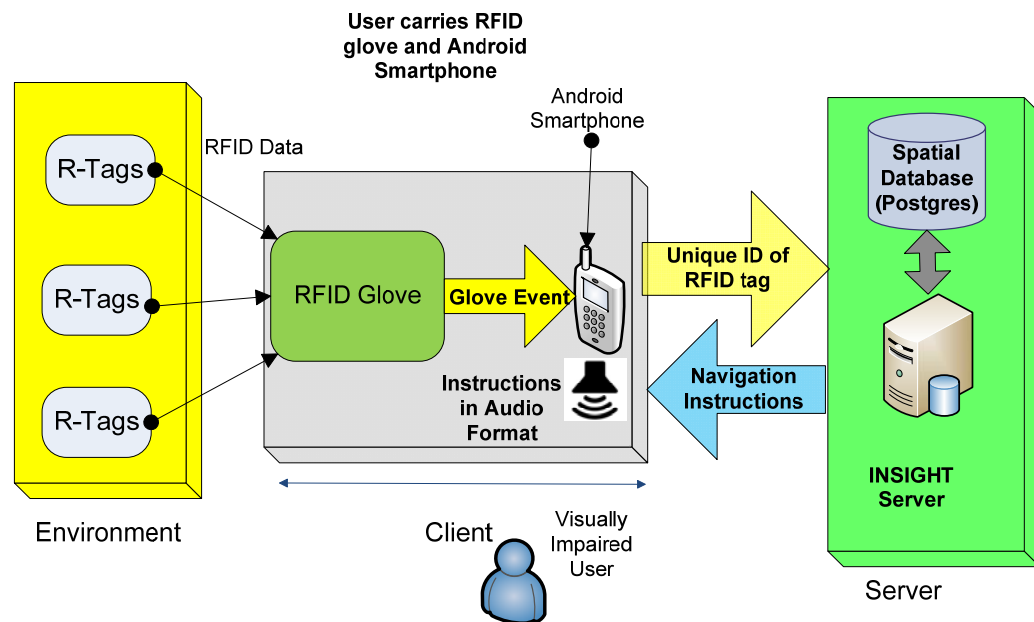 User carries RFID
glove and Android
Smartphone
Android
Smartphone
RFID Data
R-Tags
R-Tags
R-Tags
RFID Glove
Glove Event
Instructions
in Audio
Format
Unique ID of
RFID tag
Navigation
Instructions
Spatial
Database
(Postgres)
INSIGHT
Server
Environment
Client
Visually
Impaired
User
Server